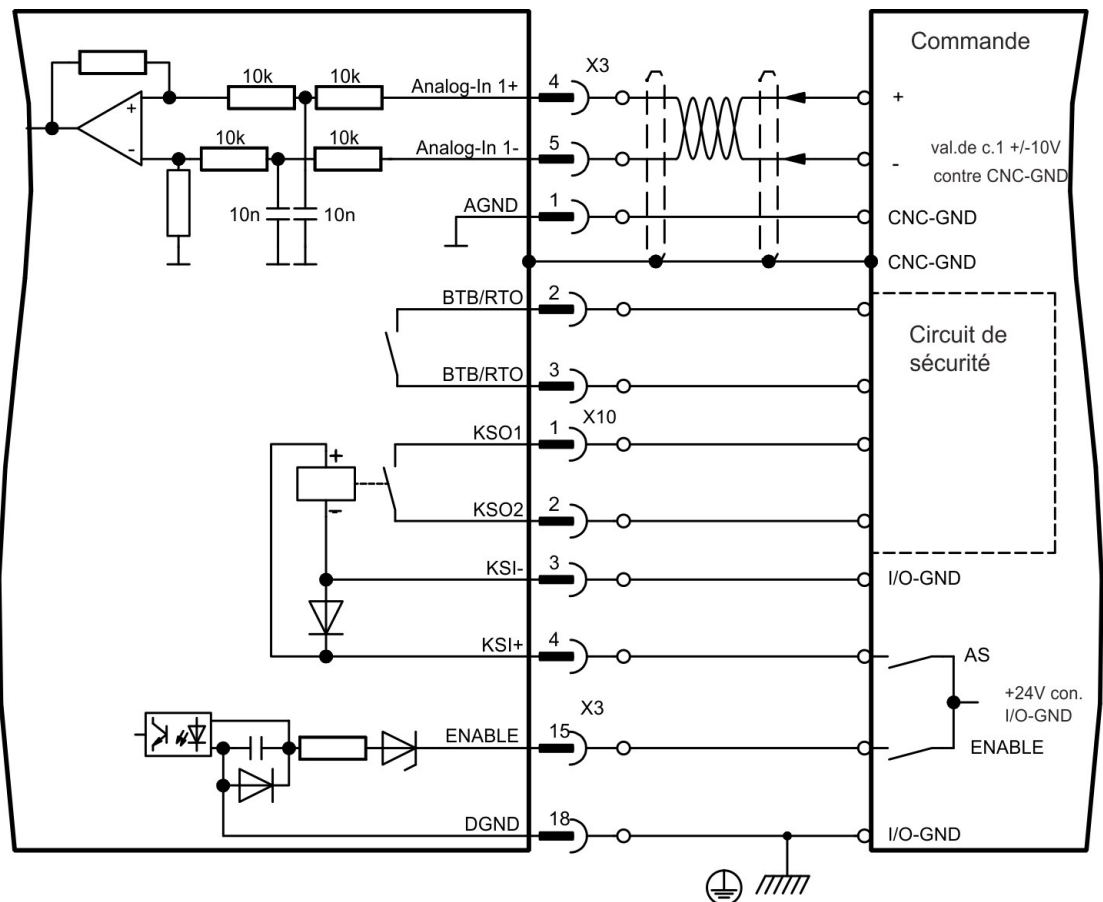 Commande
X3
10k 10k Analog-In 1+ 4 +
+
-
10k 10k Analog-In 1- 5 -
val.de c.1 +/-10V
contre CNC-GND
10n 10n AGND 1 CNC-GND
CNC-GND
BTB/RTO 2
Circuit de
sécurité
BTB/RTO 3
X10
KSO1 1
+
-
KSO2 2
KSI- 3 I/O-GND
KSI+ 4 AS
+24V con.
I/O-GND
X3
ENABLE 15 ENABLE
DGND 18 I/O-GND